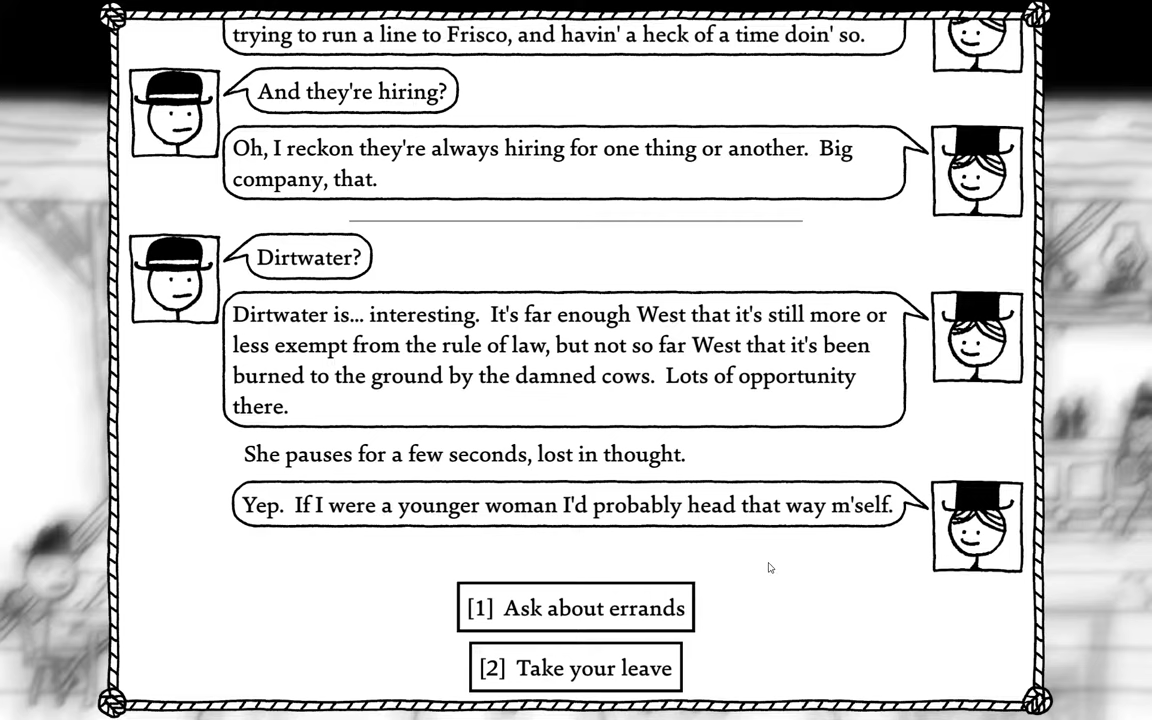 trying to run a line to Frisco, and havin' a heck of a time doin' so.
And they're hiring?
Oh, I reckon they're always hiring for one thing or another.  Big
company, that.
Dirtwater?
Dirtwater is... interesting.  It's far enough West that it's still more or
less exempt from the rule of law, but not so far West that it's been
burned to the ground by the damned cows.  Lots of opportunity
there.
She pauses for a few seconds, lost in thought.
Yep.  If I were a younger woman I'd probably head that way m'self.
[1]  Ask about errands
[2]  Take your leave